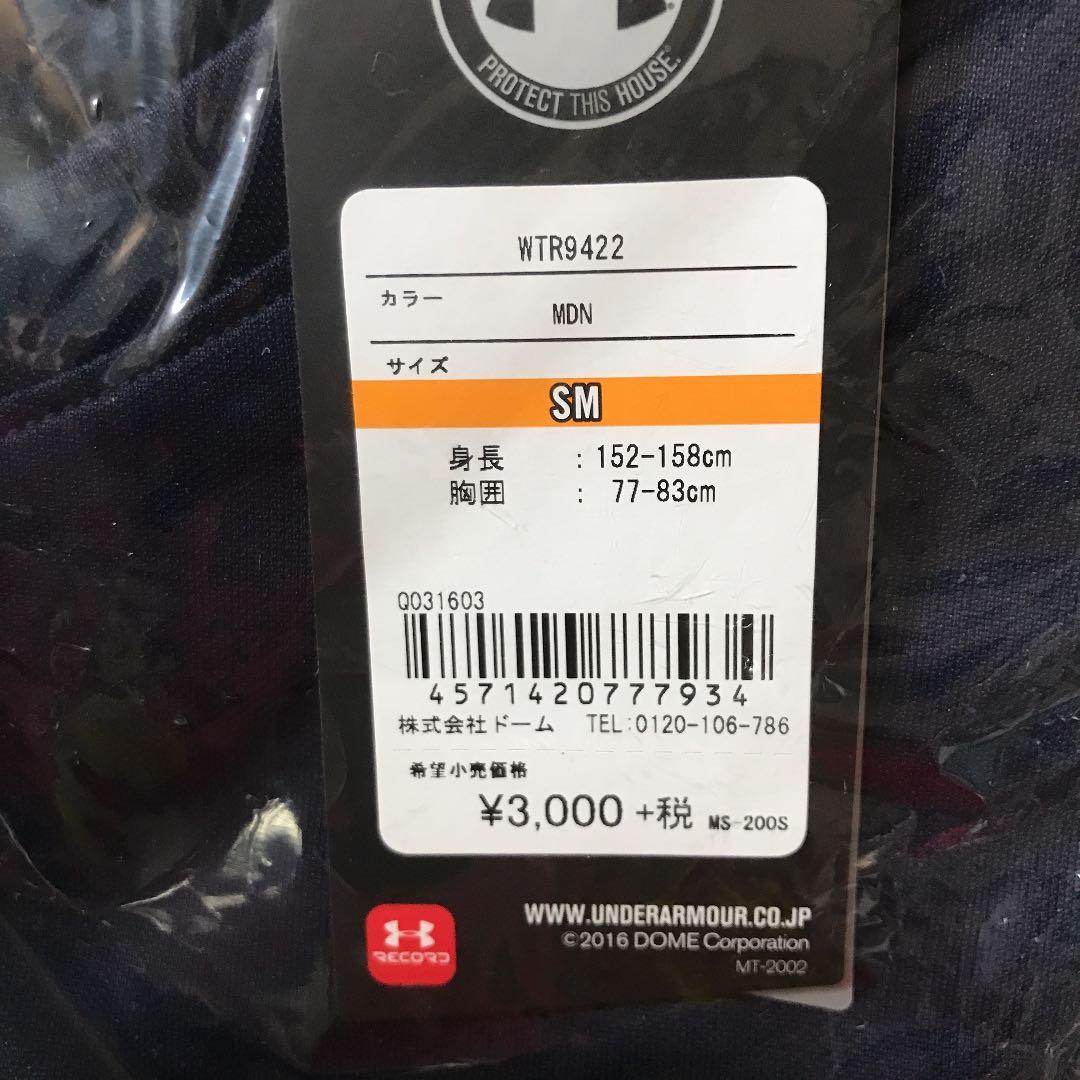 PROTECT THIS HOUSE.®
WTR9422
カラー
MDN
サイズ
SM
身長 : 152-158cm
胸囲 : 77-83cm
Q031603
4571420777934
株式会社ドーム TEL:0120-106-786
希望小売価格
¥3,000 +税 MS-200S
WWW.UNDERARMOUR.CO.JP
©2016 DOME Corporation
MT-2002
RECORD